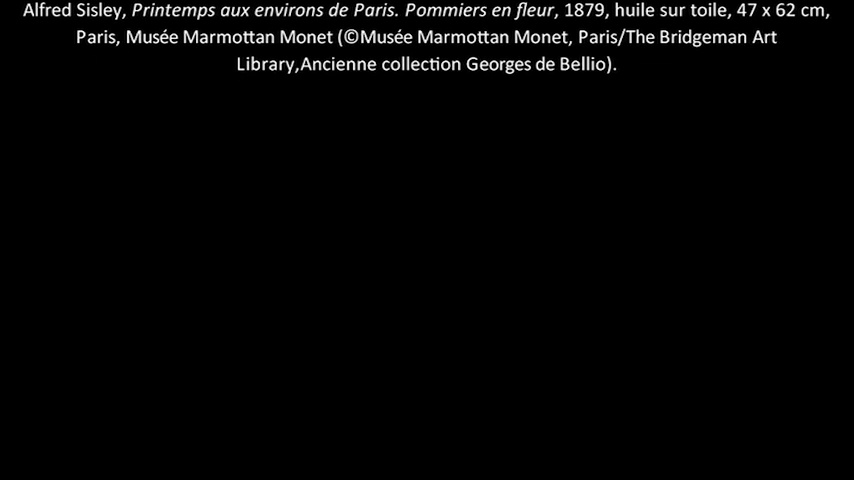 Alfred Sisley, Printemps aux environs de Paris. Pommiers en fleur, 1879, huile sur toile, 47 x 62 cm,
Paris, Musée Marmottan Monet (©Musée Marmottan Monet, Paris/The Bridgeman Art
Library,Ancienne collection Georges de Bellio).